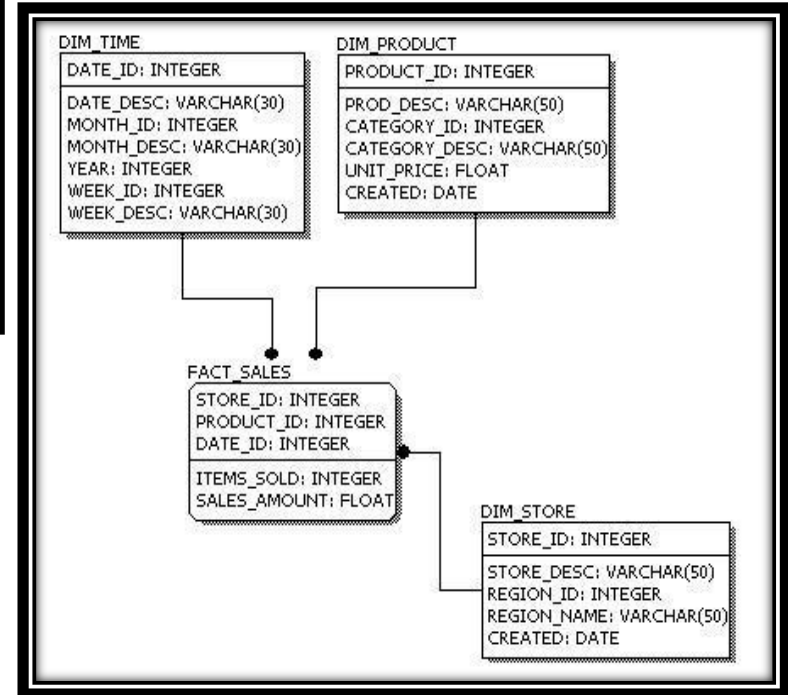 DIM_TIME
DATE_ID: INTEGER
DATE_DESC: VARCHAR(30)
MONTH_ID: INTEGER
MONTH_DESC: VARCHAR(30)
YEAR: INTEGER
WEEK_ID: INTEGER
WEEK_DESC: VARCHAR(30)
DIM_PRODUCT
PRODUCT_ID: INTEGER
PROD_DESC: VARCHAR(50)
CATEGORY_ID: INTEGER
CATEGORY_DESC: VARCHAR(50)
UNIT_PRICE: FLOAT
CREATED: DATE
FACT_SALES
STORE_ID: INTEGER
PRODUCT_ID: INTEGER
DATE_ID: INTEGER
ITEMS_SOLD: INTEGER
SALES_AMOUNT: FLOAT
DIM_STORE
STORE_ID: INTEGER
STORE_DESC: VARCHAR(50)
REGION_ID: INTEGER
REGION_NAME: VARCHAR(50)
CREATED: DATE